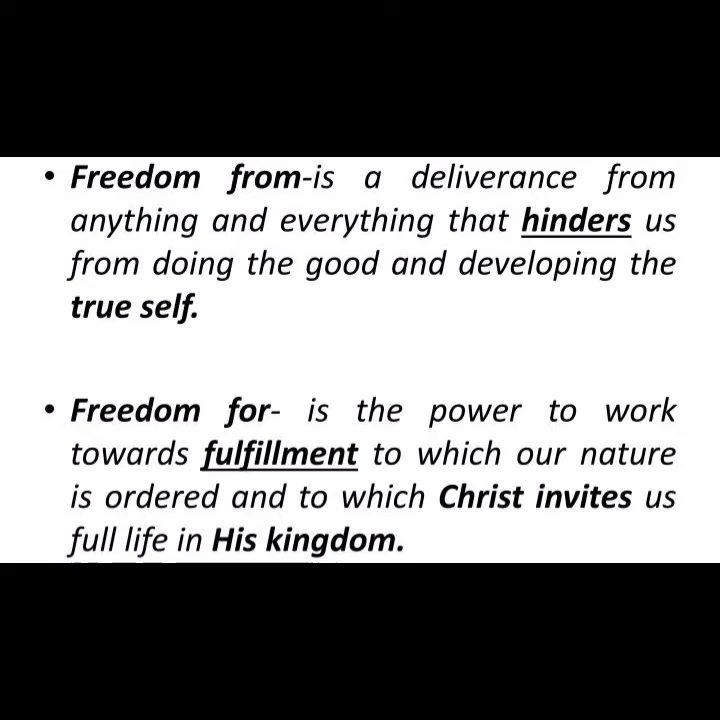 • Freedom from-is a deliverance from
anything and everything that hinders us
from doing the good and developing the
true self.
• Freedom for- is the power to work
towards fulfillment to which our nature
is ordered and to which Christ invites us
full life in His kingdom.